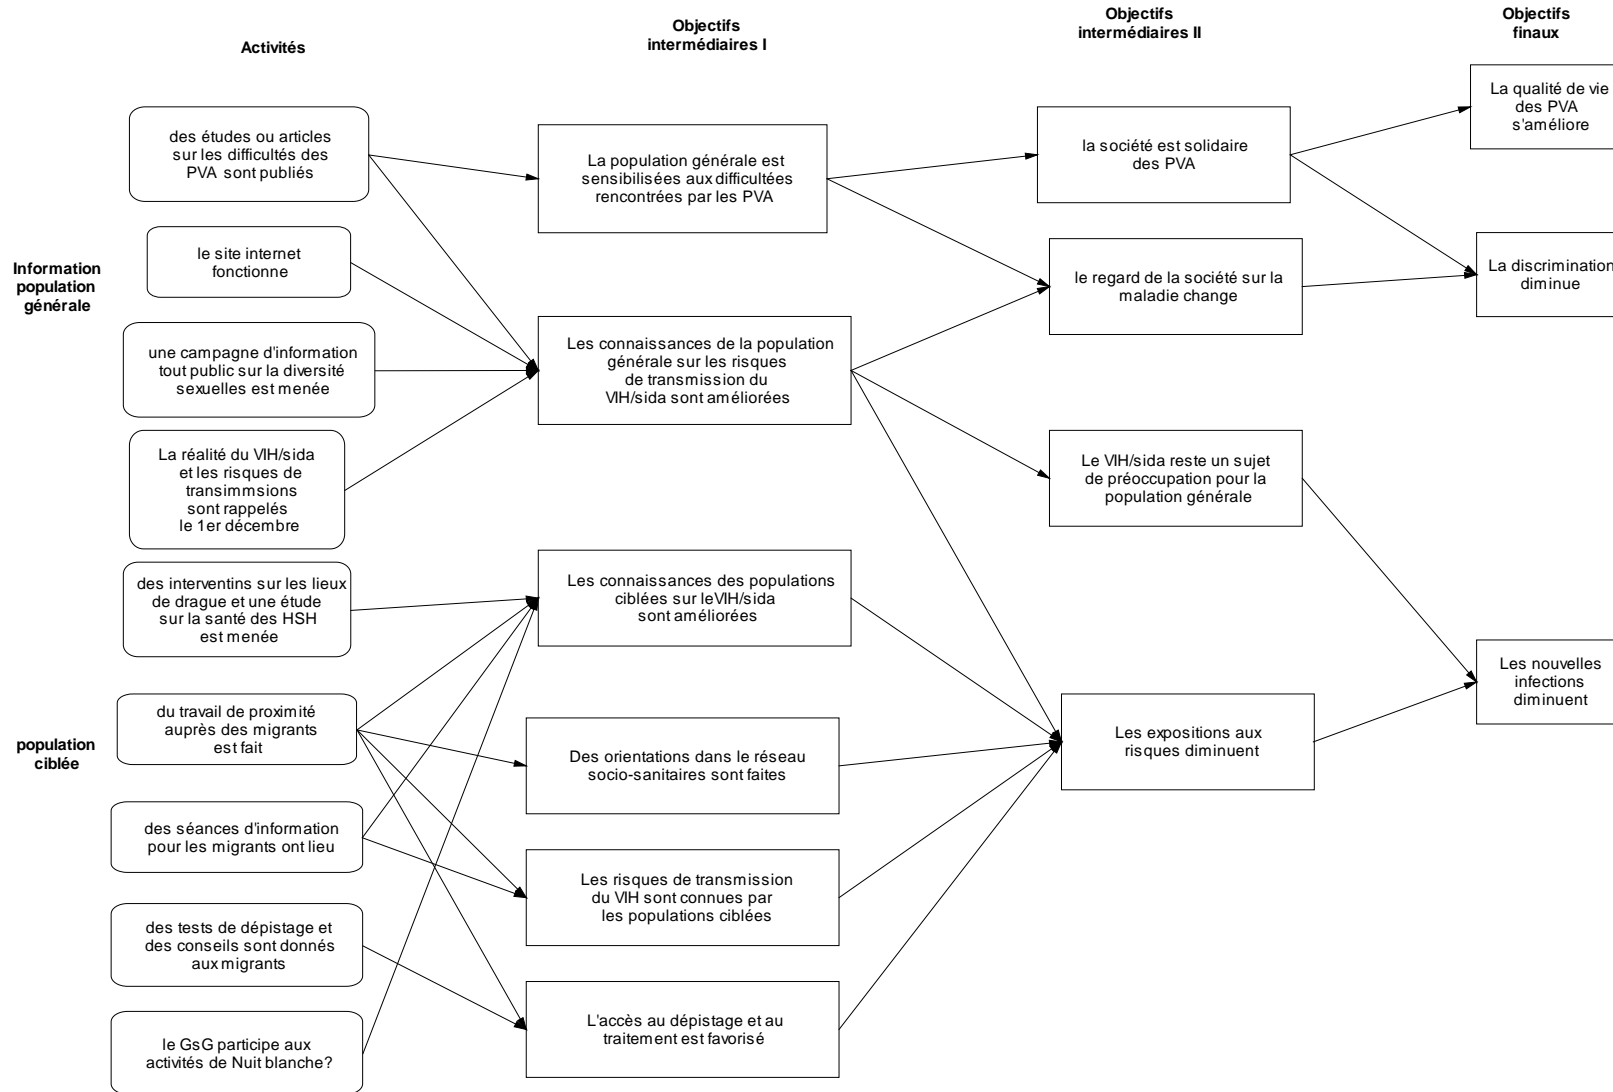 Activités
Objectifs
intermédiaires I
Objectifs
intermédiaires II
Objectifs
finaux
Information
population
générale
des études ou articles
sur les difficultés des
PVA sont publiés
le site internet
fonctionne
une campagne d'information
tout public sur la diversité
sexuelles est menée
La réalité du VIH/sida
et les risques de
transimmsions
sont rappelés
le 1er décembre
population
ciblée
des interventins sur les lieux
de drague et une étude
sur la santé des HSH
est menée
du travail de proximité
auprès des migrants
est fait
des séances d'information
pour les migrants ont lieu
des tests de dépistage et
des conseils sont donnés
aux migrants
le GsG participe aux
activités de Nuit blanche?
La population générale est
sensibilisées aux difficultées
rencontrées par les PVA
Les connaissances de la population
générale sur les risques
de transmission du
VIH/sida sont améliorées
Les connaissances des populations
ciblées sur leVIH/sida
sont améliorées
Des orientations dans le réseau
socio-sanitaires sont faites
Les risques de transmission
du VIH sont connues par
les populations ciblées
L'accès au dépistage et au
traitement est favorisé
la société est solidaire
des PVA
le regard de la société sur la
maladie change
Le VIH/sida reste un sujet
de préoccupation pour la
population générale
Les expositions aux
risques diminuent
La qualité de vie
des PVA
s'améliore
La discrimination
diminue
Les nouvelles
infections
diminuent